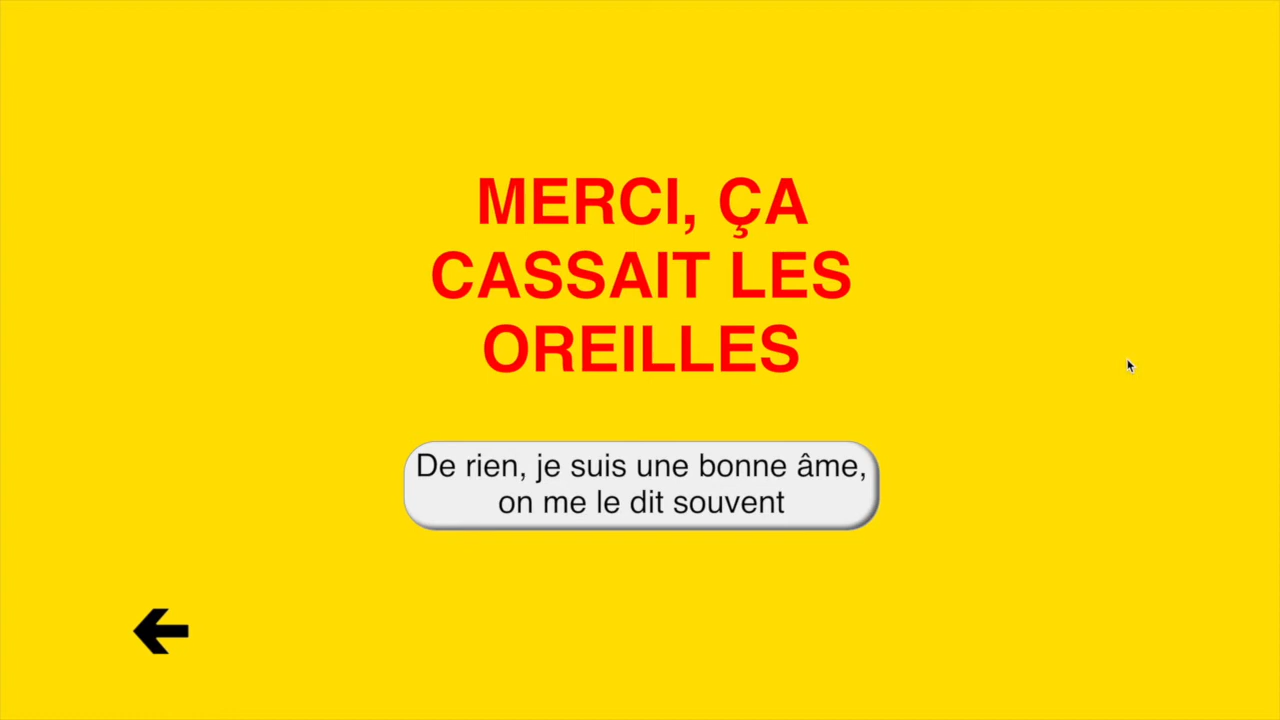 MERCI, ÇA
CASSAIT LES
OREILLES
De rien, je suis une bonne âme,
on me le dit souvent